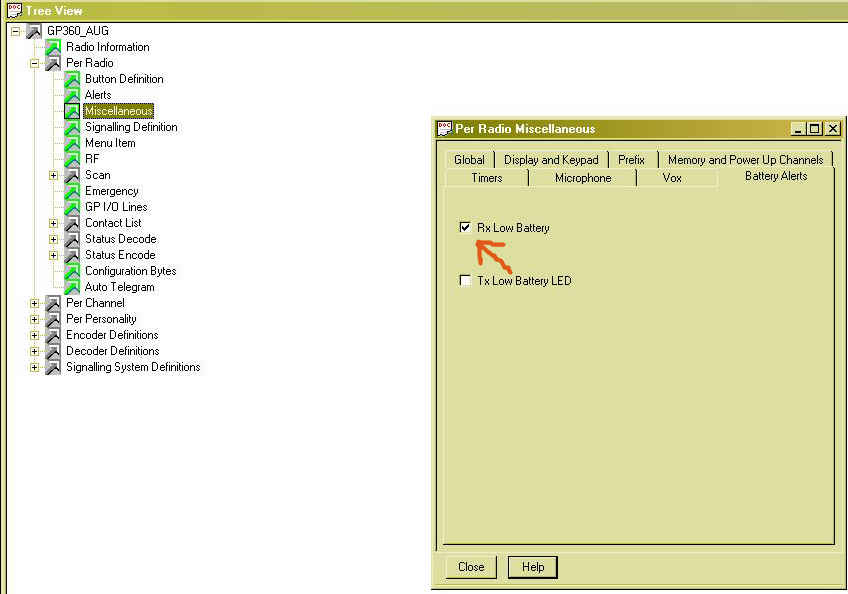 Tree View
GP360_AUG
Radio Information
Per Radio
Button Definition
Alerts
Miscellaneous
Signalling Definition
Menu Item
RF
Scan
Emergency
GP I/O Lines
Contact List
Status Decode
Status Encode
Configuration Bytes
Auto Telegram
Per Channel
Per Personality
Encoder Definitions
Decoder Definitions
Signalling System Definitions
Per Radio Miscellaneous
Global Display and Keypad Prefix Memory and Power Up Channels
Timers Microphone Vox Battery Alerts
Rx Low Battery
Tx Low Battery LED
Close Help